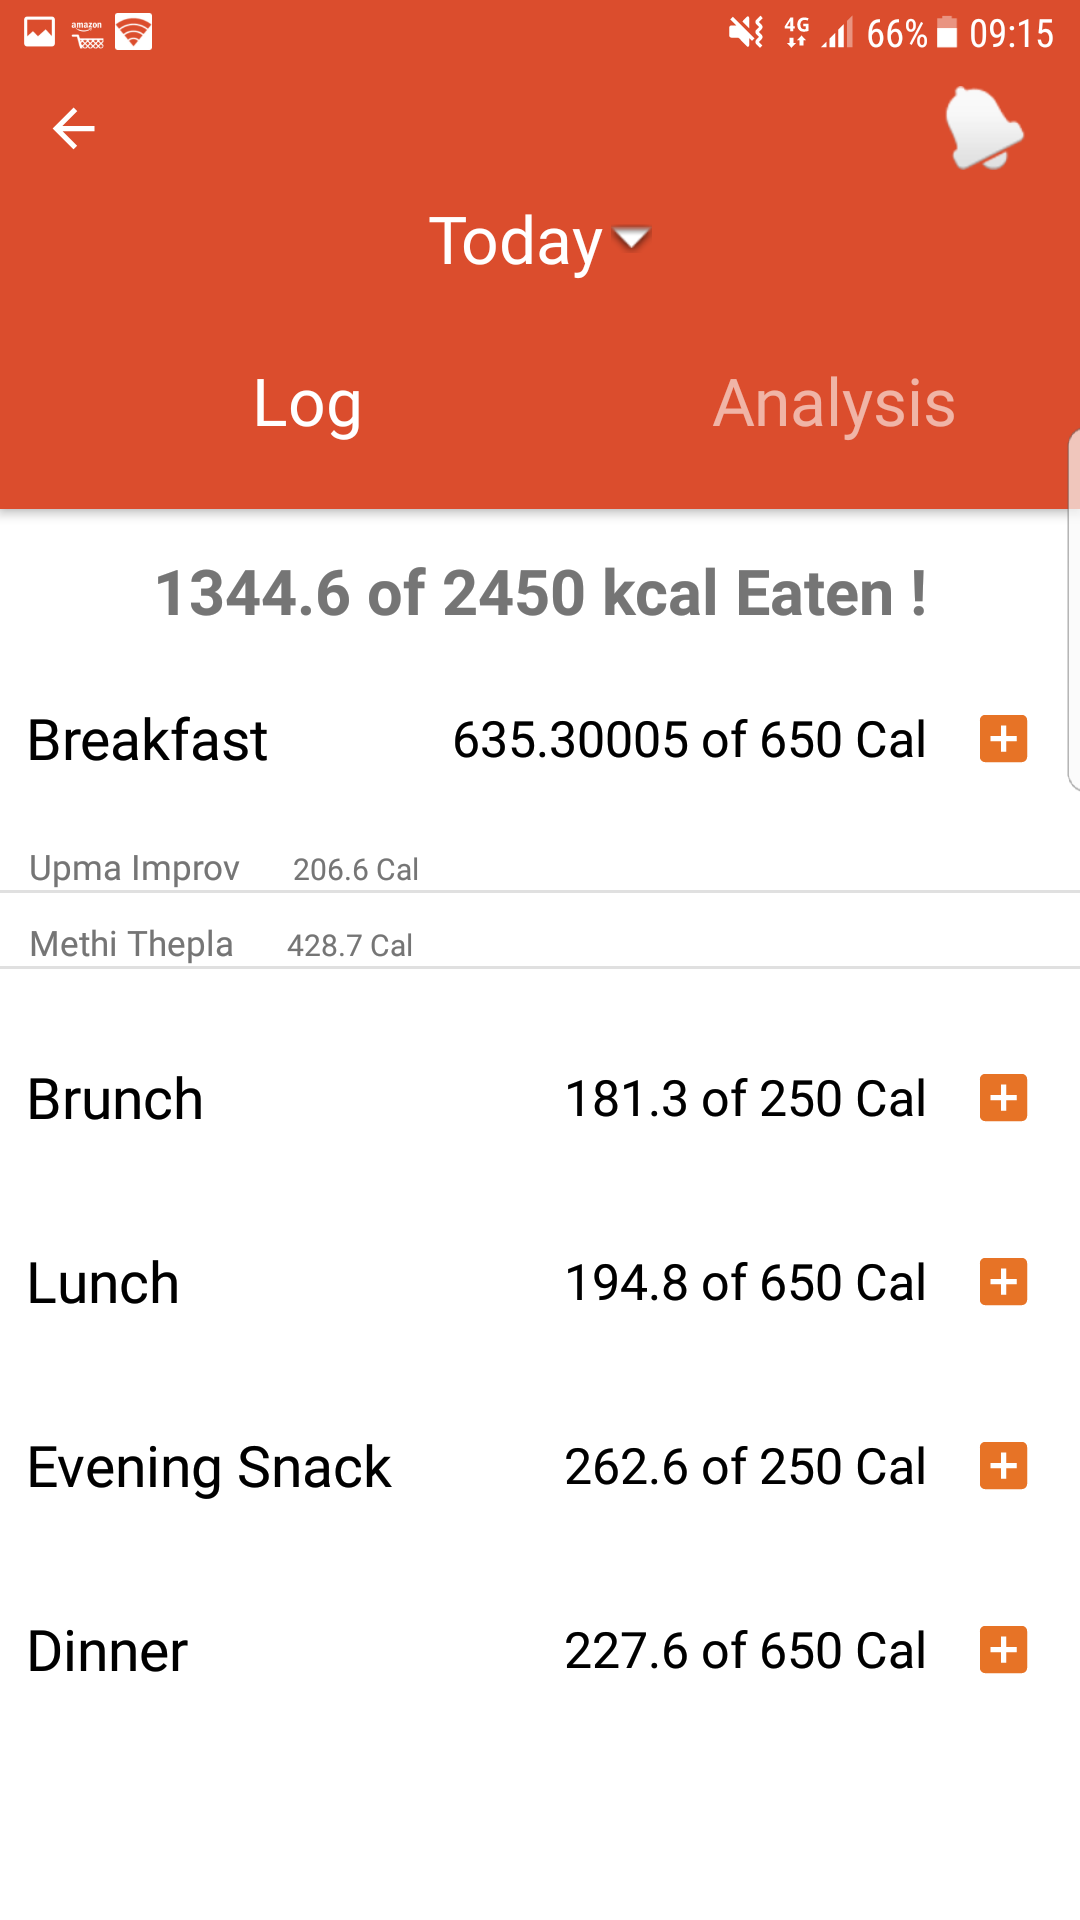 amazon 4G 66% 09:15
Today
Log Analysis
1344.6 of 2450 kcal Eaten !
Breakfast 635.30005 of 650 Cal
Upma Improv 206.6 Cal
Methi Thepla 428.7 Cal
Brunch 181.3 of 250 Cal
Lunch 194.8 of 650 Cal
Evening Snack 262.6 of 250 Cal
Dinner 227.6 of 650 Cal